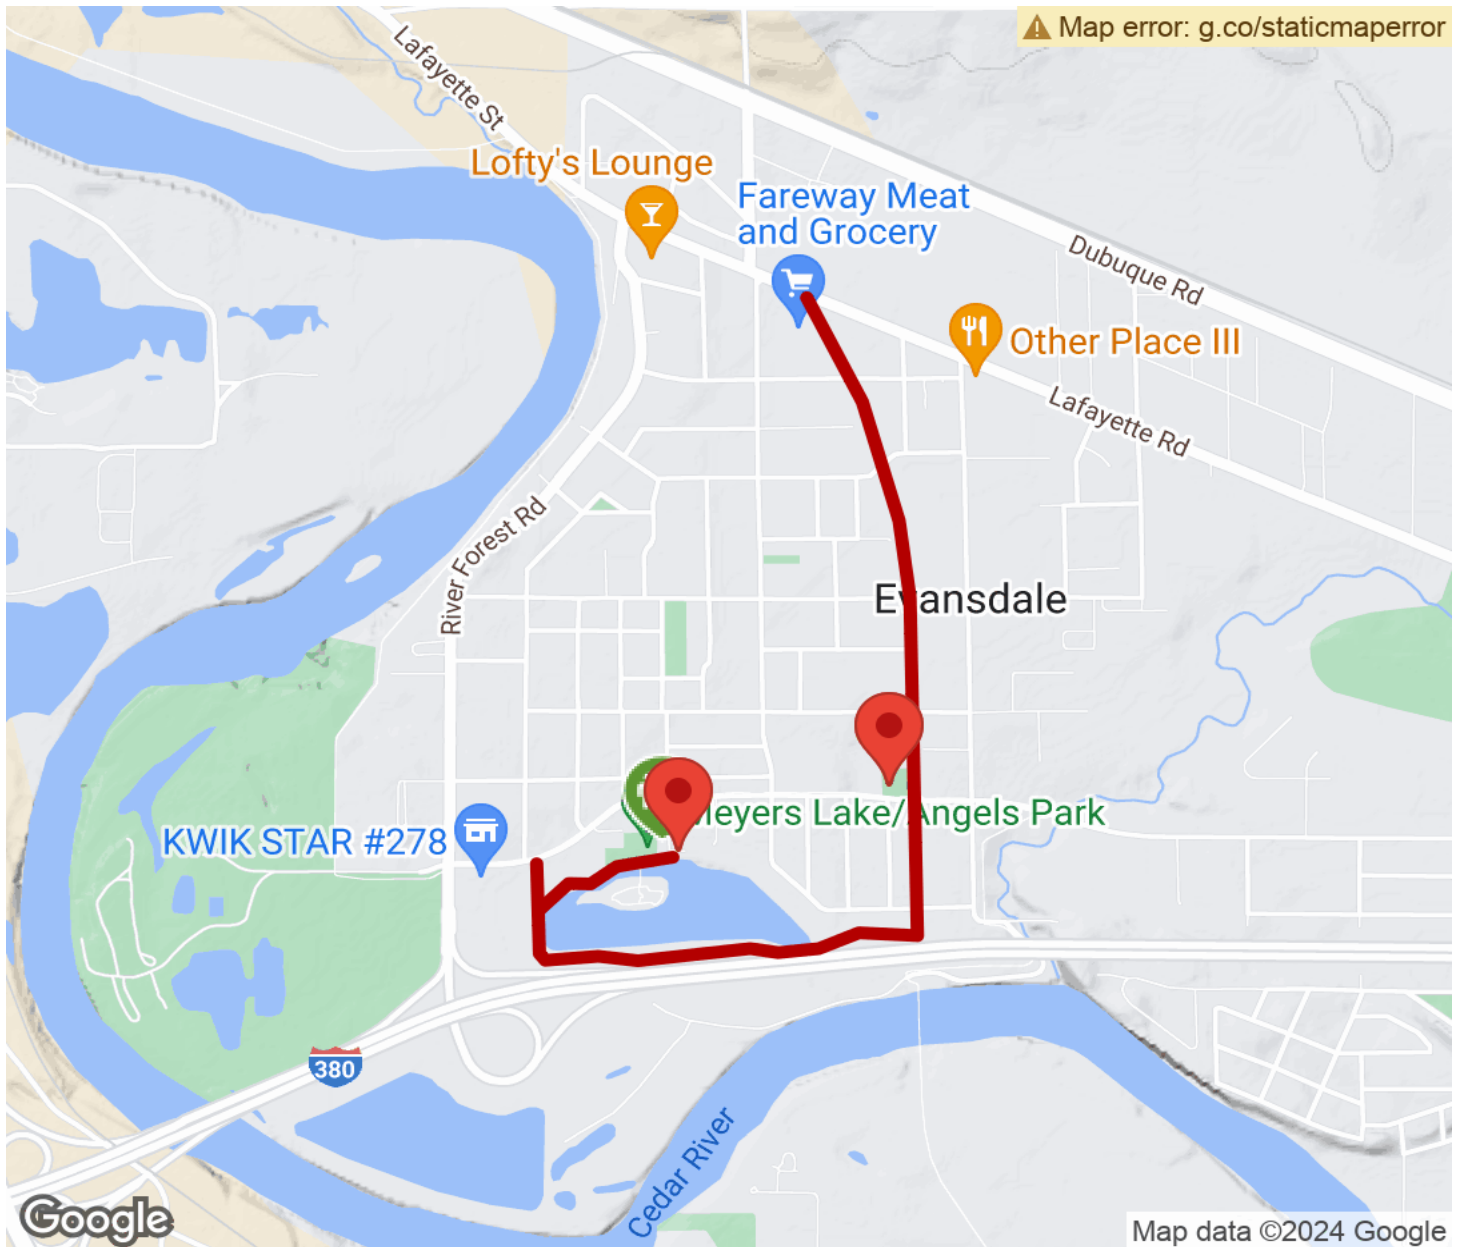 Map error: g.co/staticmaperror
Lafayette St
Lofty's Lounge
Fareway Meat
and Grocery
Dubuque Rd
Other Place III
Lafayette Rd
River Forest Rd
Evansdale
Meyers Lake/Angels Park
KWIK STAR #278
380
Cedar River
Google
Map data ©2024 Google